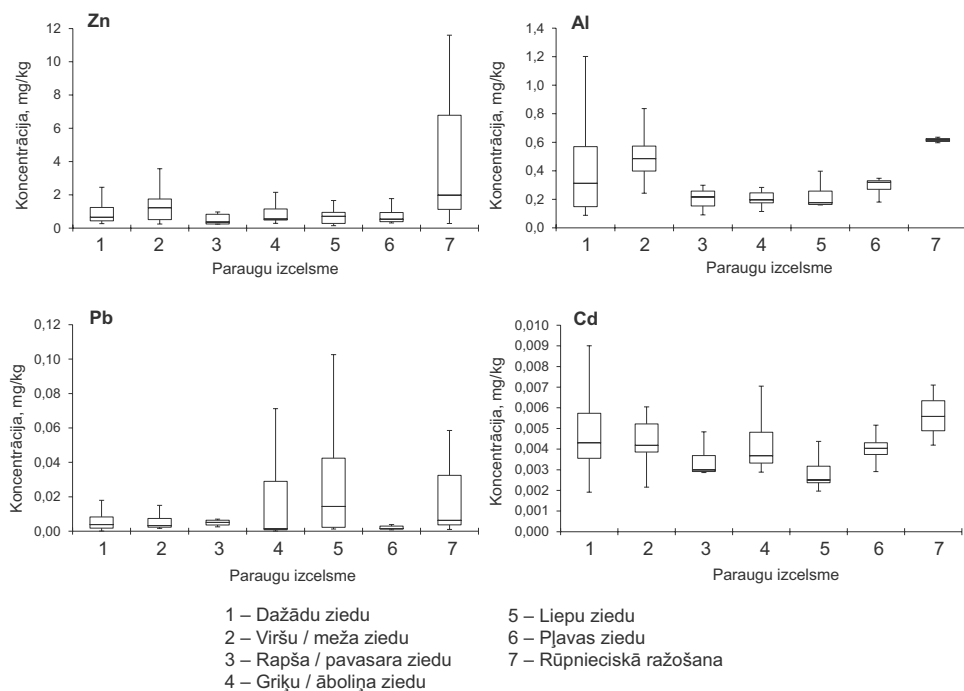 Zn
Koncentrācija, mg/kg
12
10
8
6
4
2
0
1 2 3 4 5 6 7
Paraugu izcelsme
Al
Koncentrācija, mg/kg
1,4
1,2
1,0
0,8
0,6
0,4
0,2
0,0
1 2 3 4 5 6 7
Paraugu izcelsme
Pb
Koncentrācija, mg/kg
0,12
0,10
0,08
0,06
0,04
0,02
0,00
1 2 3 4 5 6 7
Paraugu izcelsme
Cd
Koncentrācija, mg/kg
0,010
0,009
0,008
0,007
0,006
0,005
0,004
0,003
0,002
0,001
0,000
1 2 3 4 5 6 7
Paraugu izcelsme
1 – Dažādu ziedu
2 – Viršu / meža ziedu
3 – Rapša / pavasara ziedu
4 – Griķu / āboliņa ziedu
5 – Liepu ziedu
6 – Pļavas ziedu
7 – Rūpnieciskā ražošana